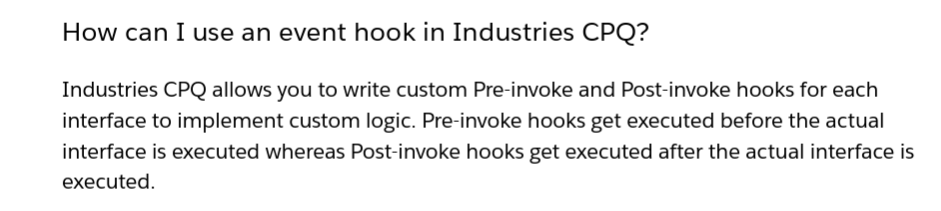 How can I use an event hook in Industries CPQ?
Industries CPQ allows you to write custom Pre-invoke and Post-invoke hooks for each
interface to implement custom logic. Pre-invoke hooks get executed before the actual
interface is executed whereas Post-invoke hooks get executed after the actual interface is
executed.